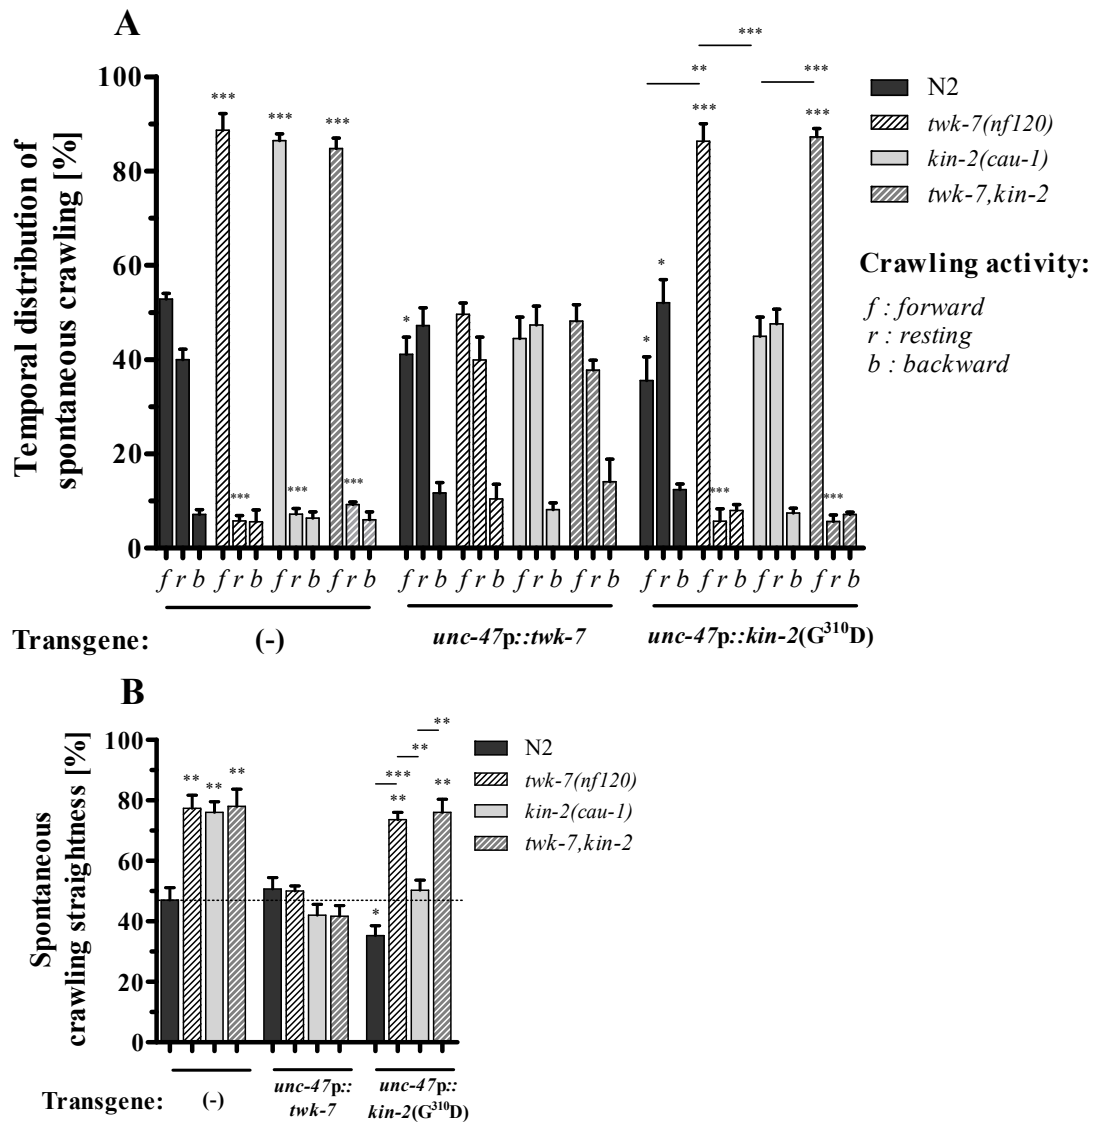 A
Temporal distribution of
spontaneous crawling [%]
100
80
60
40
20
0
*** *** *** *** *** ***
* * * ** *** *** *** *** *** ***
N2
twk-7(nf120)
kin-2(cau-1)
twk-7,kin-2
Crawling activity:
f : forward
r : resting
b : backward
f r b f r b f r b f r b f r b f r b f r b f r b f r b f r b f r b f r b
Transgene: (-) unc-47p::twk-7 unc-47p::kin-2(G³¹⁰D)
B
Spontaneous
crawling straightness [%]
100
80
60
40
20
0
** ** ** * *** ** ** ** **
N2
twk-7(nf120)
kin-2(cau-1)
twk-7,kin-2
Transgene: (-)
unc-47p::
twk-7
unc-47p::
kin-2(G³¹⁰D)